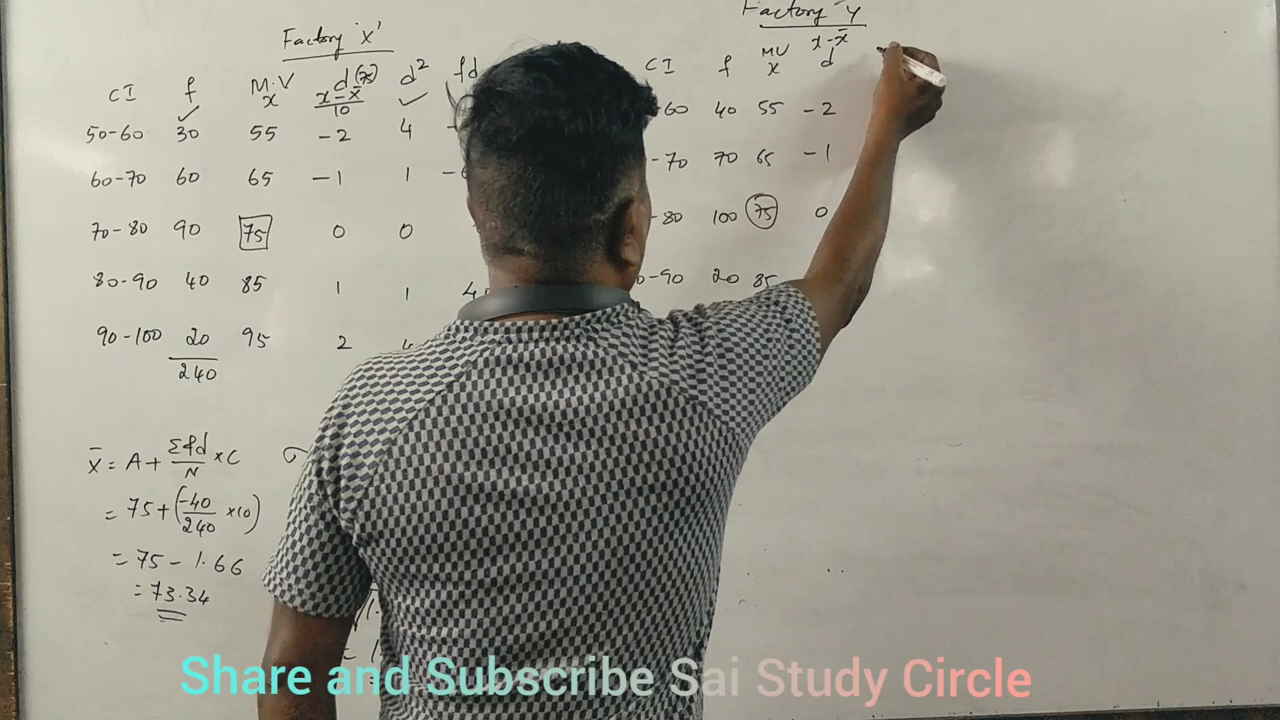 Factory 'X'
CI f M.V x d (75) x-x̄/10 d² fd
50-60 30 55 -2 4
60-70 60 65 -1 1
70-80 90 75 0 0
80-90 40 85 1 1
90-100 20 95 2
240
x̄ = A + Σfd/N × C σ
= 75 + (-40/240 × 10)
= 75 - 1.66
= 73.34
Factory Y
CI f MV x x-x̄ d
-60 40 55 -2
-70 70 65 -1
-80 100 75 0
-90 20 85
Share and Subscribe Sai Study Circle